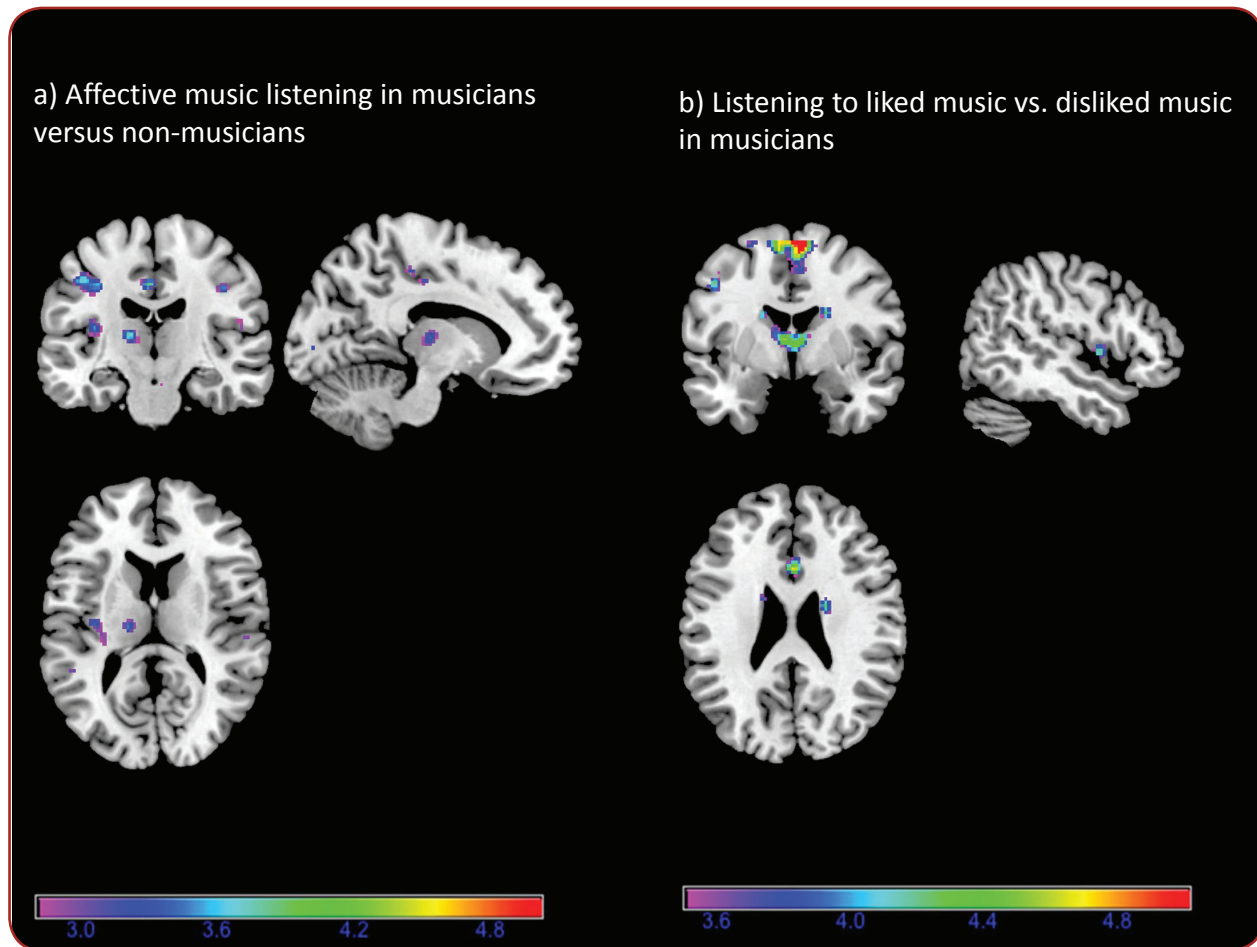 a) Affective music listening in musicians
versus non-musicians
b) Listening to liked music vs. disliked music
in musicians
3.0 3.6 4.2 4.8
3.6 4.0 4.4 4.8